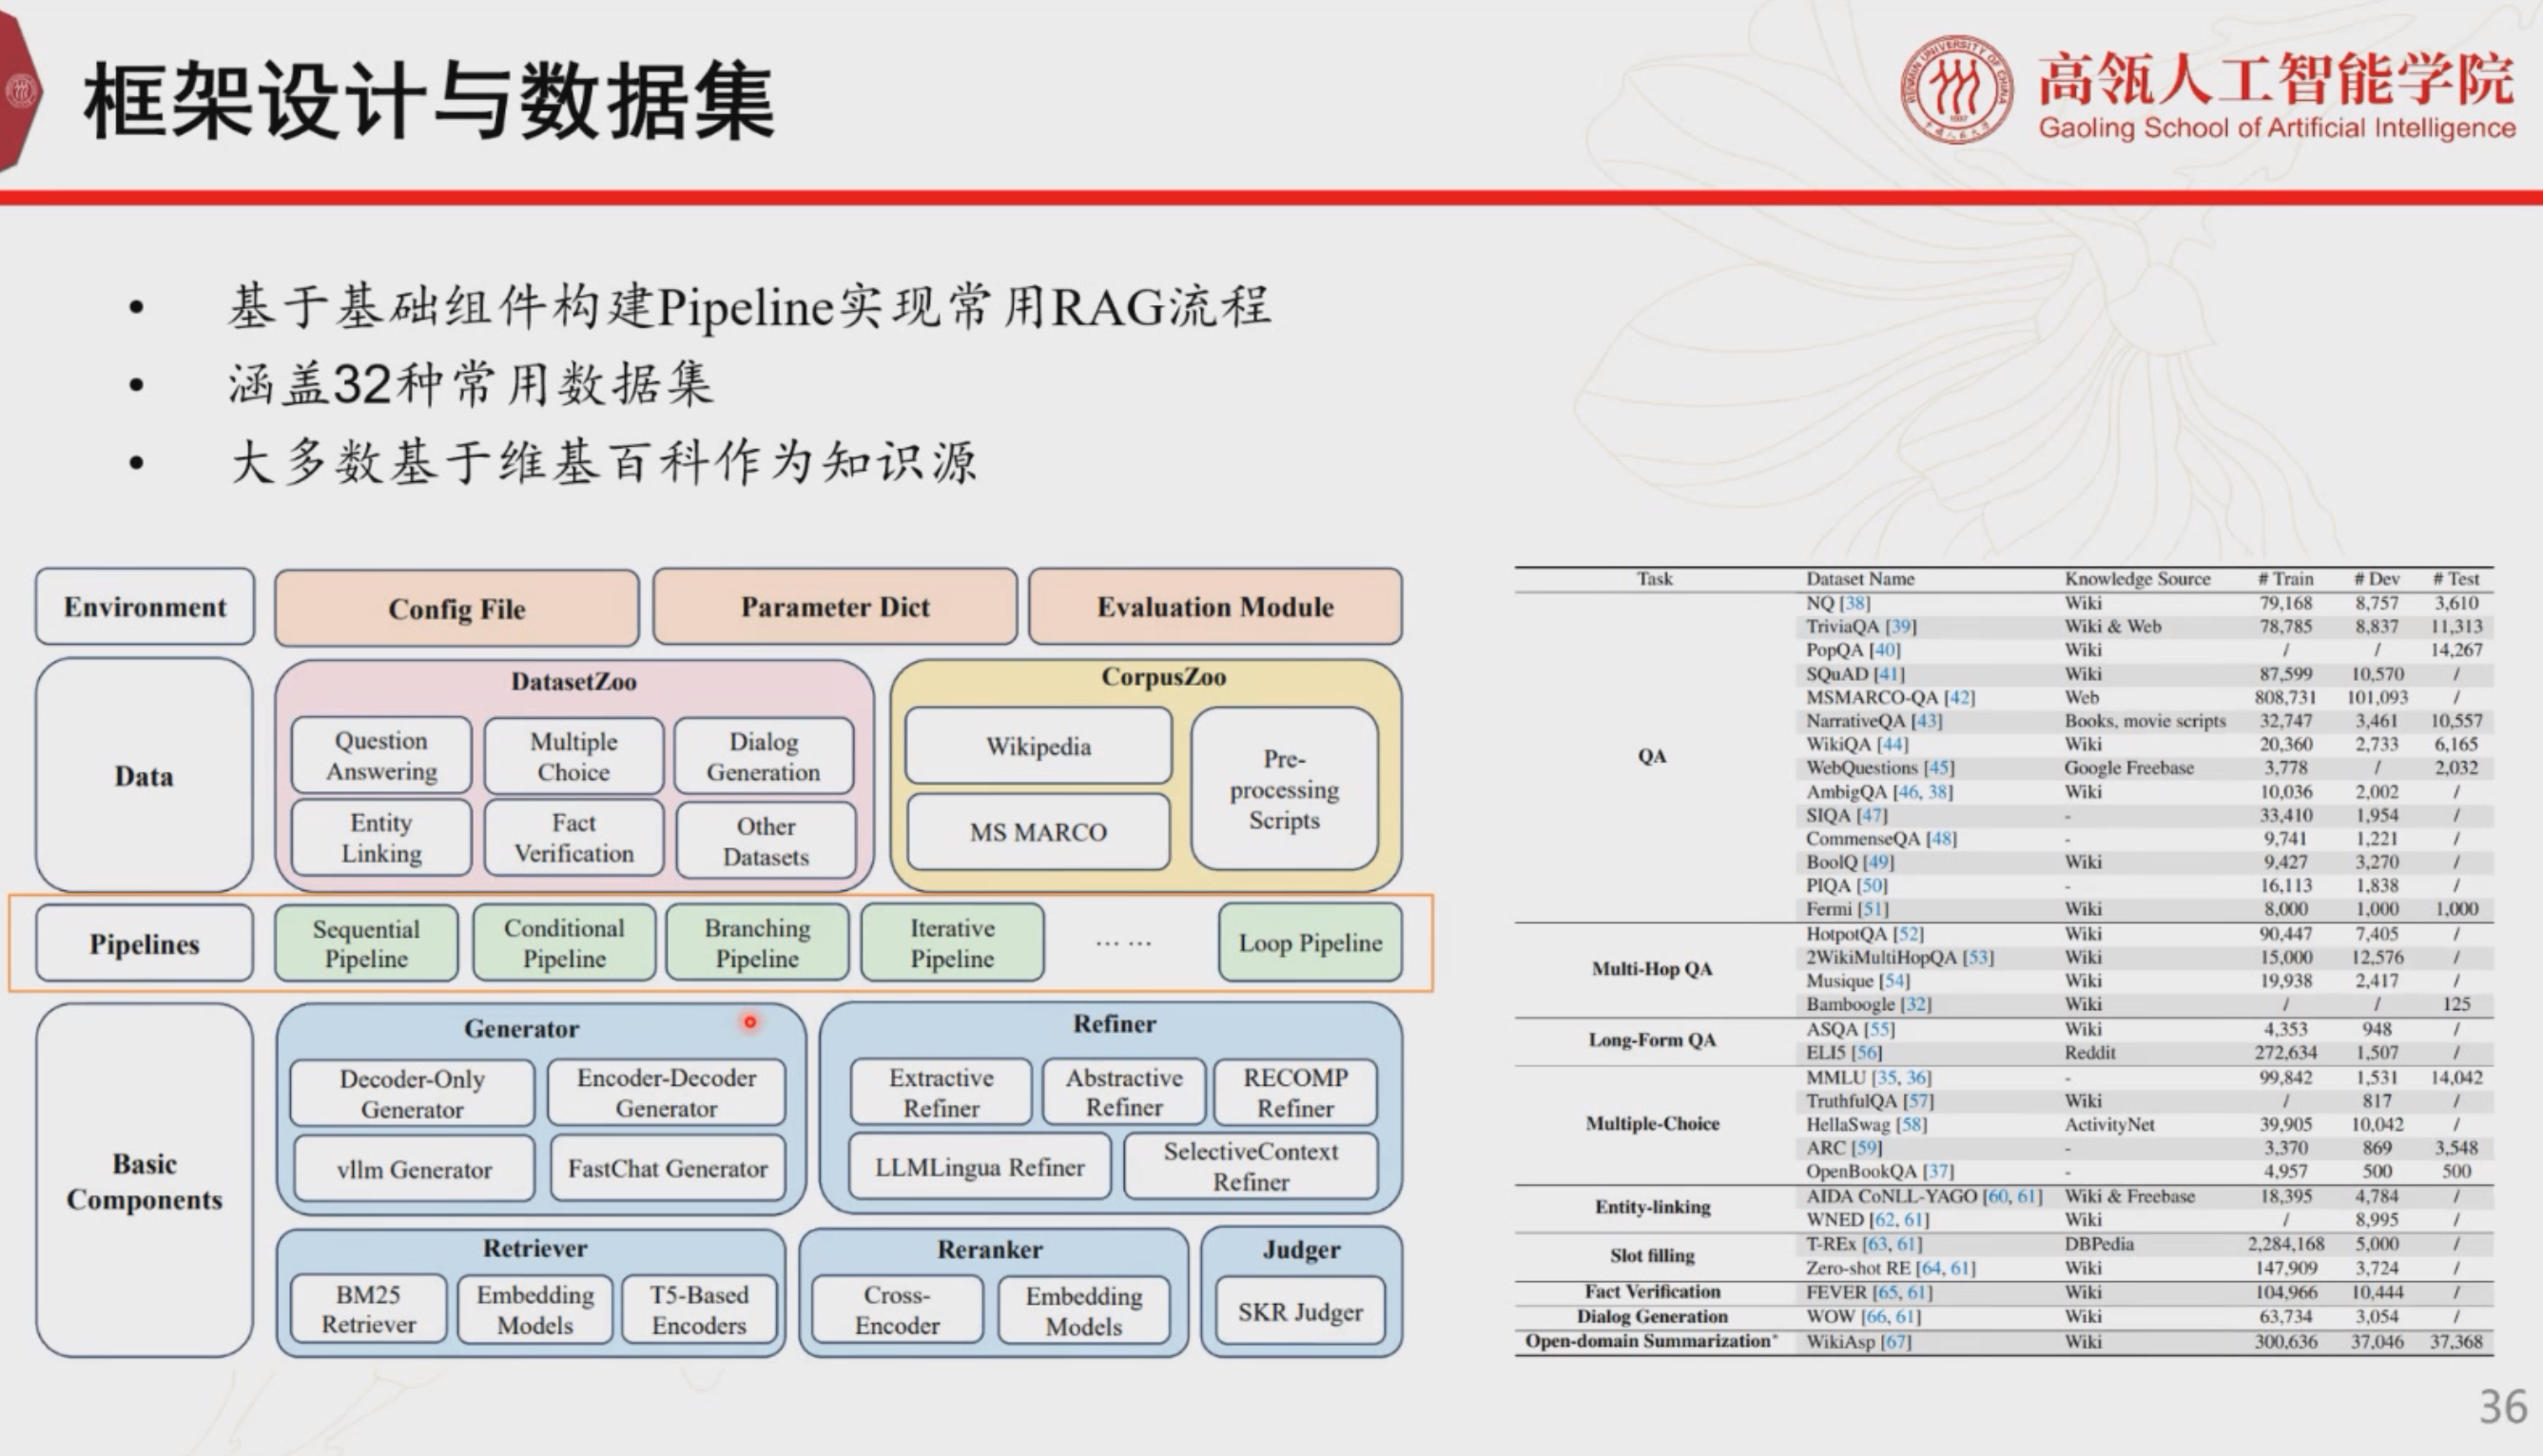 框架设计与数据集
高瓴人工智能学院
Gaoling School of Artificial Intelligence
RENMIN UNIVERSITY OF CHINA
1937
• 基于基础组件构建Pipeline实现常用RAG流程
• 涵盖32种常用数据集
• 大多数基于维基百科作为知识源
Environment
Config File
Parameter Dict
Evaluation Module
Data
DatasetZoo
Question
Answering
Multiple
Choice
Dialog
Generation
Entity
Linking
Fact
Verification
Other
Datasets
CorpusZoo
Wikipedia
MS MARCO
Pre-
processing
Scripts
Pipelines
Sequential
Pipeline
Conditional
Pipeline
Branching
Pipeline
Iterative
Pipeline
... ...
Loop Pipeline
Basic
Components
Generator
Decoder-Only
Generator
Encoder-Decoder
Generator
vllm Generator
FastChat Generator
Refiner
Extractive
Refiner
Abstractive
Refiner
RECOMP
Refiner
LLMLingua Refiner
SelectiveContext
Refiner
Retriever
BM25
Retriever
Embedding
Models
T5-Based
Encoders
Reranker
Cross-
Encoder
Embedding
Models
Judger
SKR Judger
Task Dataset Name Knowledge Source # Train # Dev # Test
QA
NQ [38] Wiki 79,168 8,757 3,610
TriviaQA [39] Wiki & Web 78,785 8,837 11,313
PopQA [40] Wiki / / 14,267
SQuAD [41] Wiki 87,599 10,570 /
MSMARCO-QA [42] Web 808,731 101,093 /
NarrativeQA [43] Books, movie scripts 32,747 3,461 10,557
WikiQA [44] Wiki 20,360 2,733 6,165
WebQuestions [45] Google Freebase 3,778 / 2,032
AmbigQA [46, 38] Wiki 10,036 2,002 /
SIQA [47] - 33,410 1,954 /
CommenseQA [48] - 9,741 1,221 /
BoolQ [49] Wiki 9,427 3,270 /
PIQA [50] - 16,113 1,838 /
Fermi [51] Wiki 8,000 1,000 1,000
Multi-Hop QA
HotpotQA [52] Wiki 90,447 7,405 /
2WikiMultiHopQA [53] Wiki 15,000 12,576 /
Musique [54] Wiki 19,938 2,417 /
Bamboogle [32] Wiki / / 125
Long-Form QA
ASQA [55] Wiki 4,353 948 /
ELI5 [56] Reddit 272,634 1,507 /
Multiple-Choice
MMLU [35, 36] - 99,842 1,531 14,042
TruthfulQA [57] Wiki / 817 /
HellaSwag [58] ActivityNet 39,905 10,042 /
ARC [59] - 3,370 869 3,548
OpenBookQA [37] - 4,957 500 500
Entity-linking
AIDA CoNLL-YAGO [60, 61] Wiki & Freebase 18,395 4,784 /
WNED [62, 61] Wiki / 8,995 /
Slot filling
T-REx [63, 61] DBPedia 2,284,168 5,000 /
Zero-shot RE [64, 61] Wiki 147,909 3,724 /
Fact Verification FEVER [65, 61] Wiki 104,966 10,444 /
Dialog Generation WOW [66, 61] Wiki 63,734 3,054 /
Open-domain Summarization* WikiAsp [67] Wiki 300,636 37,046 37,368
36